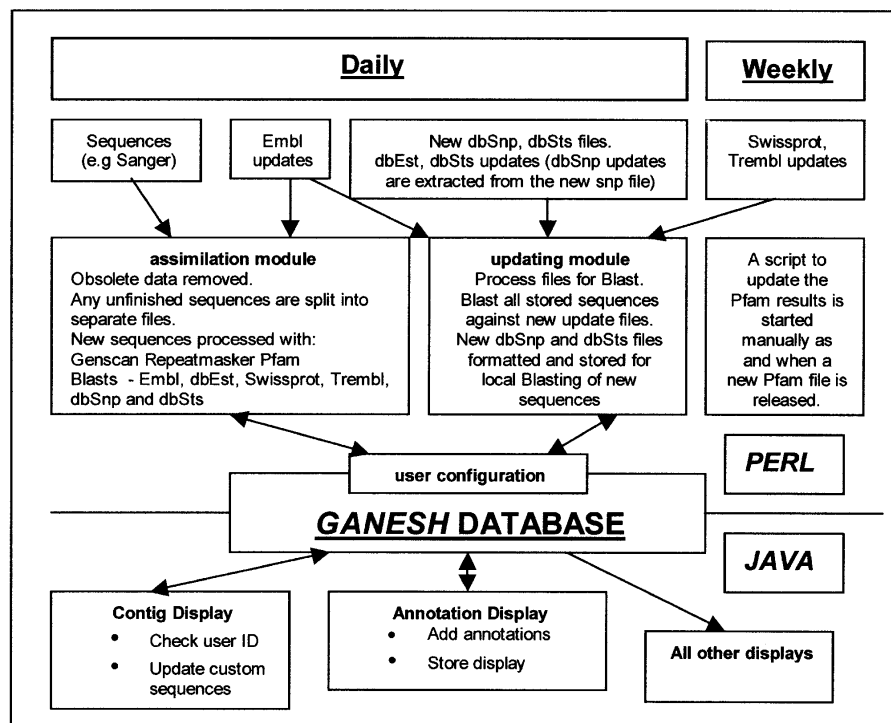 Daily
Weekly
Sequences
(e.g Sanger)
Embl
updates
New dbSnp, dbSts files.
dbEst, dbSts updates (dbSnp updates
are extracted from the new snp file)
Swissprot,
Trembl updates
assimilation module
Obsolete data removed.
Any unfinished sequences are split into
separate files.
New sequences processed with:
Genscan Repeatmasker Pfam
Blasts - Embl, dbEst, Swissprot, Trembl,
dbSnp and dbSts
updating module
Process files for Blast.
Blast all stored sequences
against new update files.
New dbSnp and dbSts files
formatted and stored for
local Blasting of new
sequences
A script to
update the
Pfam results is
started
manually as
and when a
new Pfam file is
released.
user configuration
PERL
GANESH DATABASE
JAVA
Contig Display
• Check user ID
• Update custom
sequences
Annotation Display
• Add annotations
• Store display
All other displays